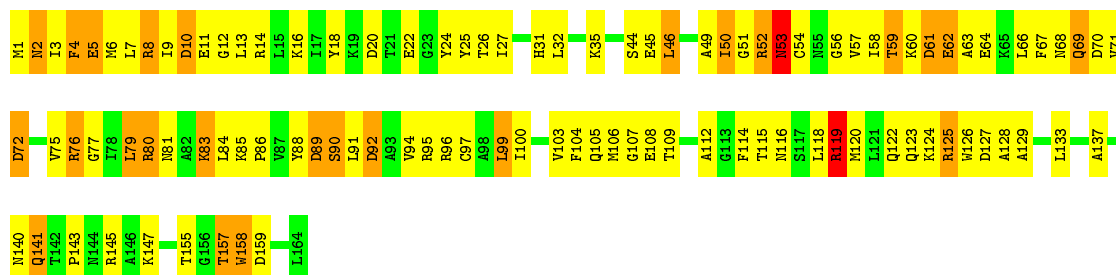 M1 N2 I3 F4 E5 M6 L7 R8 I9 D10 E11 G12 L13 R14 L15 K16 I17 Y18 K19 D20 T21 E22 G23 Y24 Y25 T26 I27 H31 L32 K35 S44 E45 L46 A49 I50 G51 R52 N53 C54 N55 G56 V57 I58 T59 K60 D61 E62 A63 E64 K65 L66 F67 N68 Q69 D70 V71
D72 V75 R76 G77 I78 L79 R80 N81 A82 K83 L84 K85 P86 V87 Y88 D89 S90 L91 D92 A93 V94 R95 R96 C97 A98 L99 I100 V103 F104 Q105 M106 G107 E108 T109 A112 G113 F114 T115 N116 S117 L118 R119 M120 L121 Q122 Q123 K124 R125 W126 D127 A128 A129 L133 A137
N140 Q141 T142 P143 N144 R145 A146 K147 T155 G156 T157 W158 D159 L164